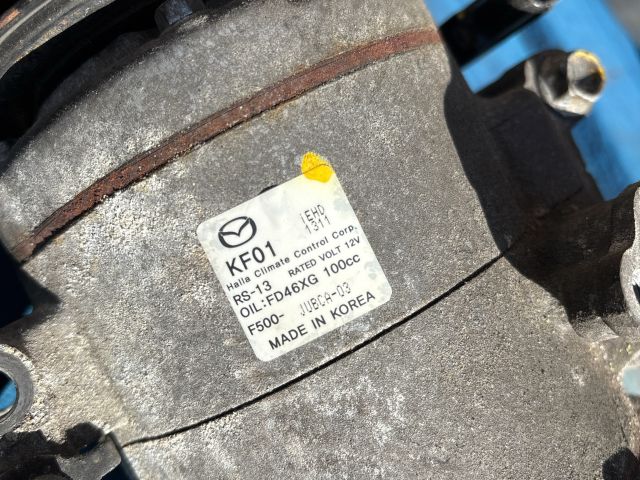 1EHD
1311
KF01
Halla Climate Control Corp.
RS-13 RATED VOLT 12V
OIL:FD46XG 100cc
F500- JUBCA-03
MADE IN KOREA